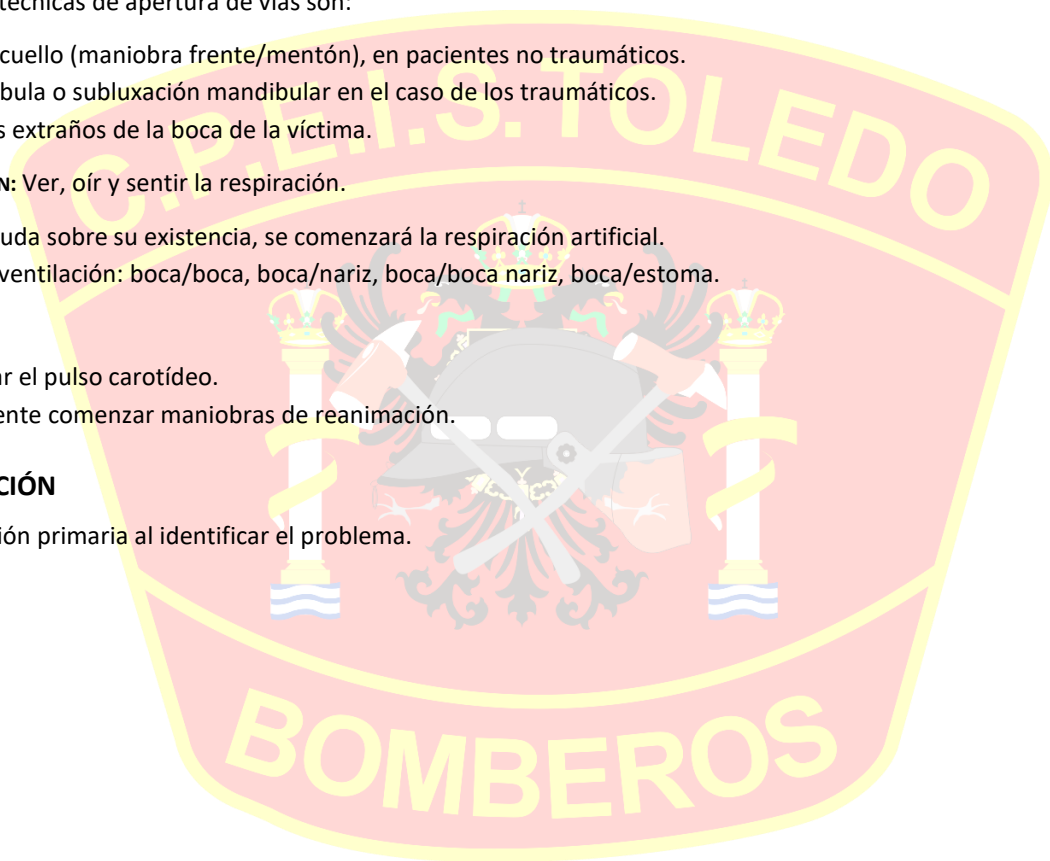 técnicas de apertura de vías son:
cuello (maniobra frente/mentón), en pacientes no traumáticos.
bula o subluxación mandibular en el caso de los traumáticos.
s extraños de la boca de la víctima.
N: Ver, oír y sentir la respiración.
uda sobre su existencia, se comenzará la respiración artificial.
ventilación: boca/boca, boca/nariz, boca/boca nariz, boca/estoma.
ar el pulso carotídeo.
ente comenzar maniobras de reanimación.
CIÓN
ión primaria al identificar el problema.
C.P.E.I.S. TOLEDO
BOMBEROS